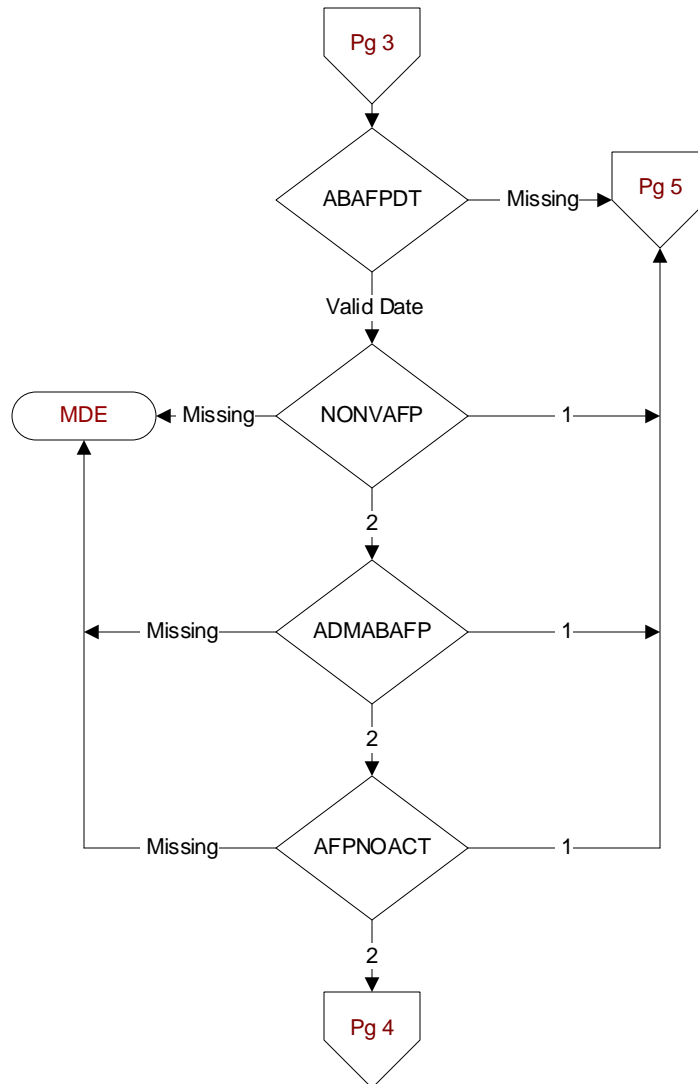 Pg 3
ABAFPDT
Missing
Pg 5
Valid Date
MDE
Missing
NONVAFP
1
2
Missing
ADMABAFP
1
2
Missing
AFPNOACT
1
2
Pg 4